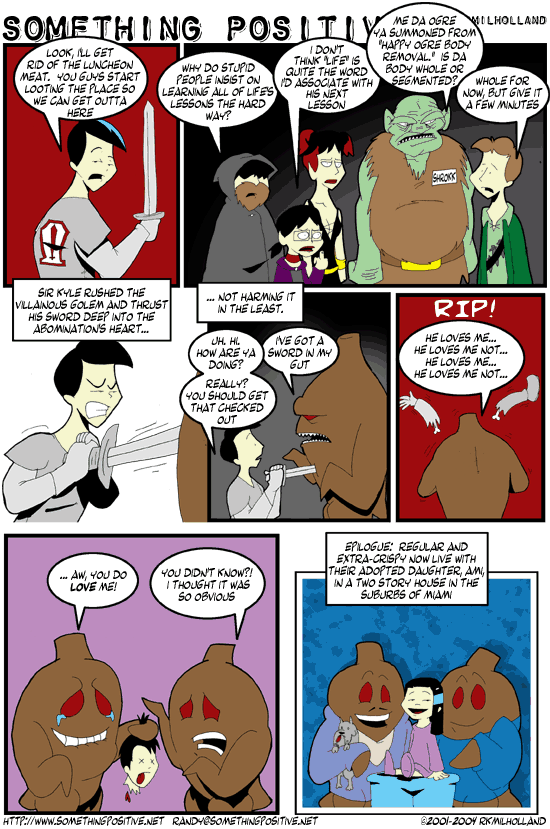 SOMETHING POSITIV
RKMILHOLLAND
LOOK, I'LL GET
RID OF THE LUNCHEON
MEAT. YOU GUYS START
LOOTING THE PLACE SO
WE CAN GET OUTTA
HERE
WHY DO STUPID
PEOPLE INSIST ON
LEARNING ALL OF LIFE'S
LESSONS THE HARD
WAY?
I DON'T
THINK "LIFE" IS
QUITE THE WORD
I'D ASSOCIATE WITH
HIS NEXT
LESSON
ME DA OGRE
YA SUMMONED FROM
"HAPPY OGRE BODY
REMOVAL." IS DA
BODY WHOLE OR
SEGMENTED?
WHOLE FOR
NOW, BUT GIVE IT
A FEW MINUTES
SHROKK
SIR KYLE RUSHED THE
VILLAINOUS GOLEM AND THRUST
HIS SWORD DEEP INTO THE
ABOMINATION'S HEART...
... NOT HARMING IT
IN THE LEAST.
UH. HI.
HOW ARE YA
DOING?
I'VE GOT A
SWORD IN MY
GUT
REALLY?
YOU SHOULD GET
THAT CHECKED
OUT
RIP!
HE LOVES ME...
HE LOVES ME NOT...
HE LOVES ME...
HE LOVES ME NOT...
... AW, YOU DO
LOVE ME!
YOU DIDN'T KNOW?!
I THOUGHT IT WAS
SO OBVIOUS
EPILOGUE: REGULAR AND
EXTRA-CRISPY NOW LIVE WITH
THEIR ADOPTED DAUGHTER, AMI,
IN A TWO STORY HOUSE IN THE
SUBURBS OF MIAMI
HTTP://WWW.SOMETHINGPOSITIVE.NET RANDY@SOMETHINGPOSITIVE.NET ©2001-2004 RKMILHOLLAND